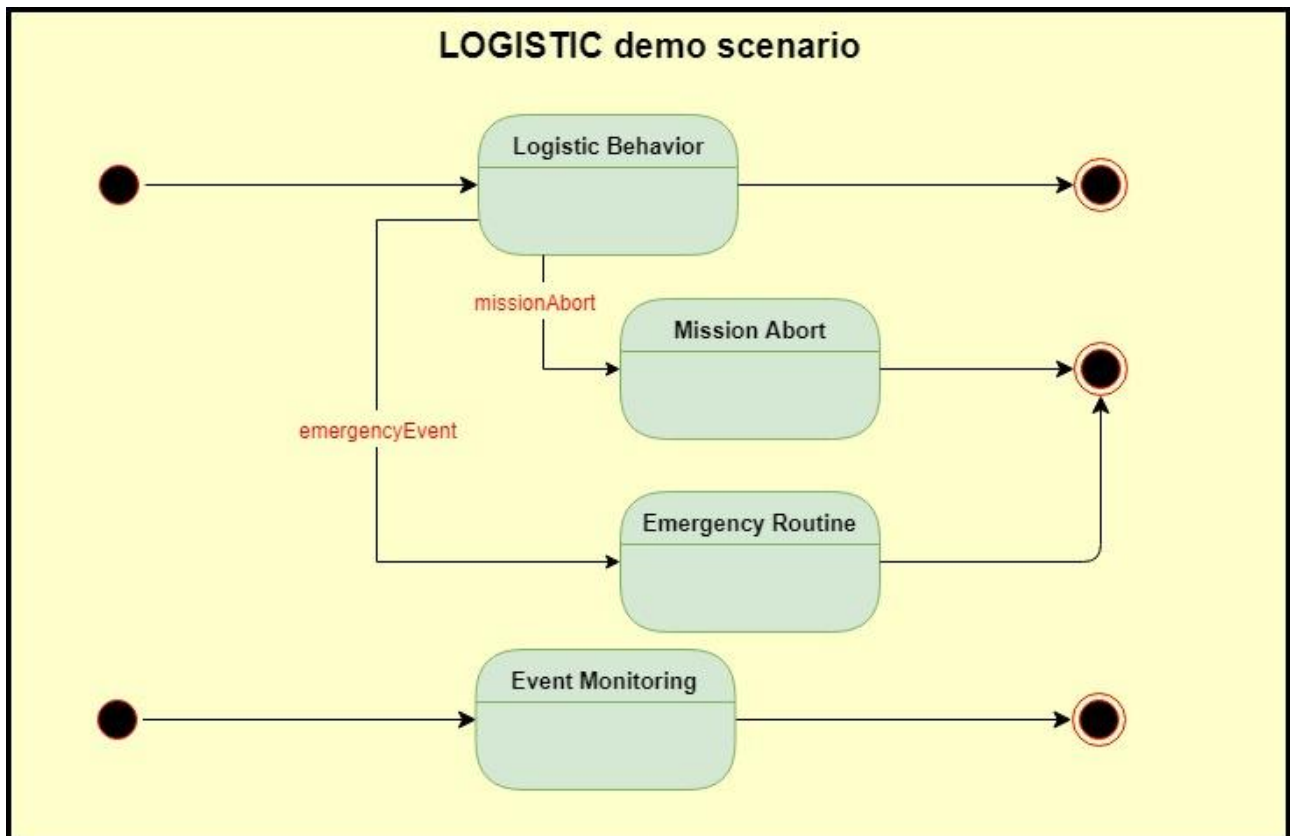 LOGISTIC demo scenario
Logistic Behavior
missionAbort
Mission Abort
emergencyEvent
Emergency Routine
Event Monitoring